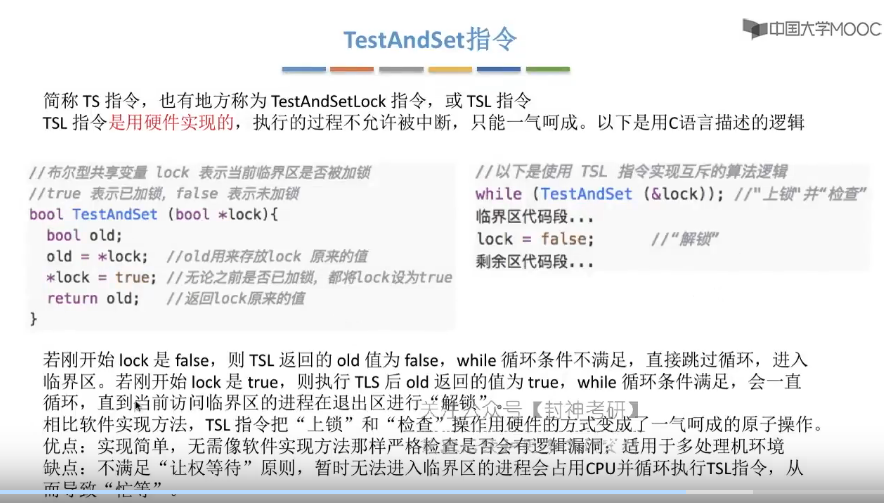 中国大学MOOC
TestAndSet指令
简称 TS 指令，也有地方称为 TestAndSetLock 指令，或 TSL 指令
TSL 指令是用硬件实现的，执行的过程不允许被中断，只能一气呵成。以下是用C语言描述的逻辑
//布尔型共享变量 lock 表示当前临界区是否被加锁
//true 表示已加锁，false 表示未加锁
bool TestAndSet (bool *lock){
bool old;
old = *lock; //old用来存放lock 原来的值
*lock = true; //无论之前是否已加锁，都将lock设为true
return old; //返回lock原来的值
}
//以下是使用 TSL 指令实现互斥的算法逻辑
while (TestAndSet (&lock)); //"上锁"并“检查”
临界区代码段...
lock = false; //“解锁”
剩余区代码段...
若刚开始 lock 是 false，则 TSL 返回的 old 值为 false，while 循环条件不满足，直接跳过循环，进入
临界区。若刚开始 lock 是 true，则执行 TLS 后 old 返回的值为 true，while 循环条件满足，会一直
循环，直到当前访问临界区的进程在退出区进行“解锁”。
相比软件实现方法，TSL 指令把“上锁”和“检查”操作用硬件的方式变成了一气呵成的原子操作。
优点：实现简单，无需像软件实现方法那样严格检查是否会有逻辑漏洞；适用于多处理机环境
缺点：不满足“让权等待”原则，暂时无法进入临界区的进程会占用CPU并循环执行TSL指令，从
而导致“忙等”。
公众号【封神考研】